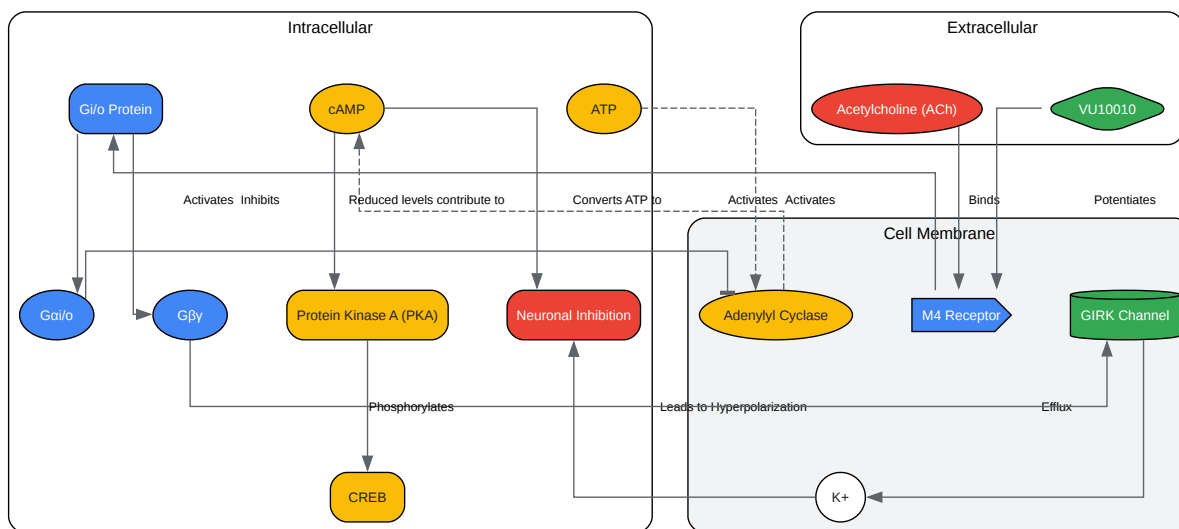 Intracellular
Extracellular
Gi/o Protein
cAMP
ATP
Acetylcholine (ACh)
VU10010
Activates
Inhibits
Reduced levels contribute to
Converts ATP to
Activates
Activates
Binds
Potentiates
Cell Membrane
Gαi/o
Gβγ
Protein Kinase A (PKA)
Neuronal Inhibition
Adenylyl Cyclase
M4 Receptor
GIRK Channel
Phosphorylates
Leads to Hyperpolarization
Efflux
CREB
K+